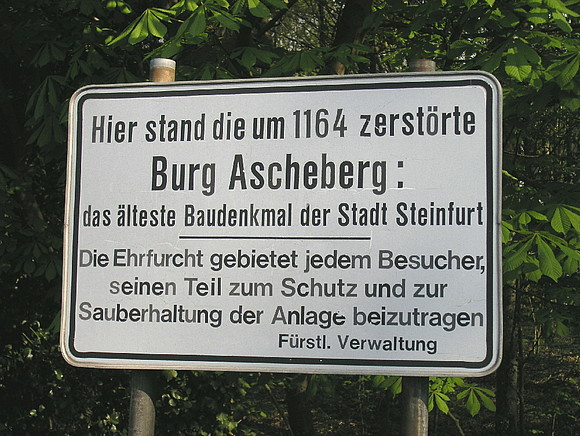 Hier stand die um 1164 zerstörte
Burg Ascheberg:
das älteste Baudenkmal der Stadt Steinfurt
Die Ehrfurcht gebietet jedem Besucher,
seinen Teil zum Schutz und zur
Sauberhaltung der Anlage beizutragen
Fürstl. Verwaltung